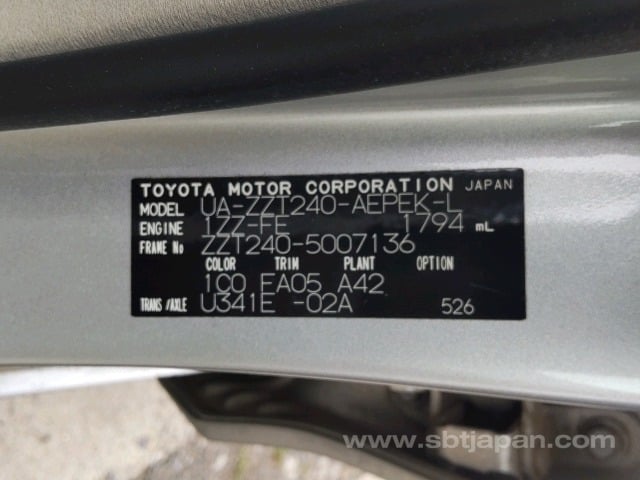 TOYOTA MOTOR CORPORATION JAPAN
MODEL UA-ZZT240-AEPEK-L
ENGINE 1ZZ-FE 1794 mL
FRAME No ZZT240-5007136
COLOR TRIM PLANT OPTION
1C0 FA05 A42
TRANS/AXLE U341E -02A 526
www.sbtjapan.com